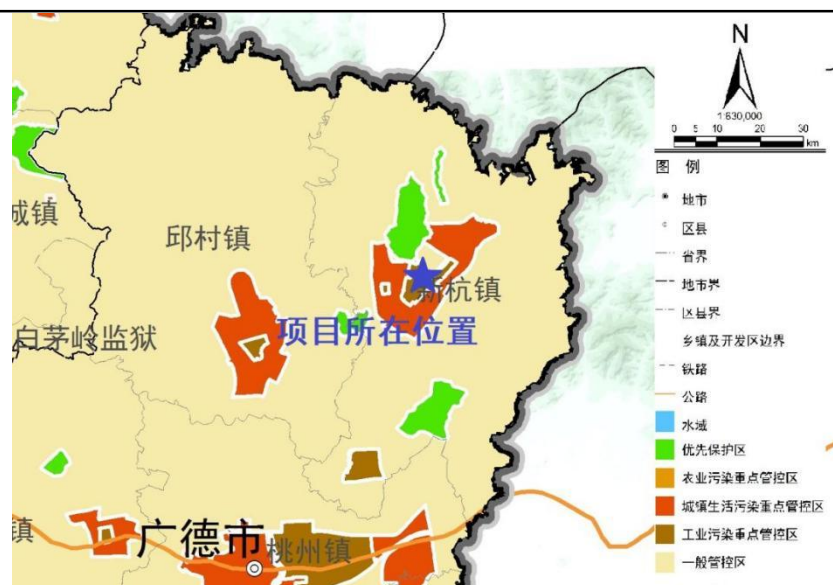 N
1:630,000
0 5 10 20 30
km
图 例
地市
区县
省界
地市界
区县界
乡镇及开发区边界
铁路
公路
水域
优先保护区
农业污染重点管控区
城镇生活污染重点管控区
工业污染重点管控区
一般管控区
城镇
邱村镇
新杭镇
白茅岭监狱
项目所在位置
镇
广德市
桃州镇